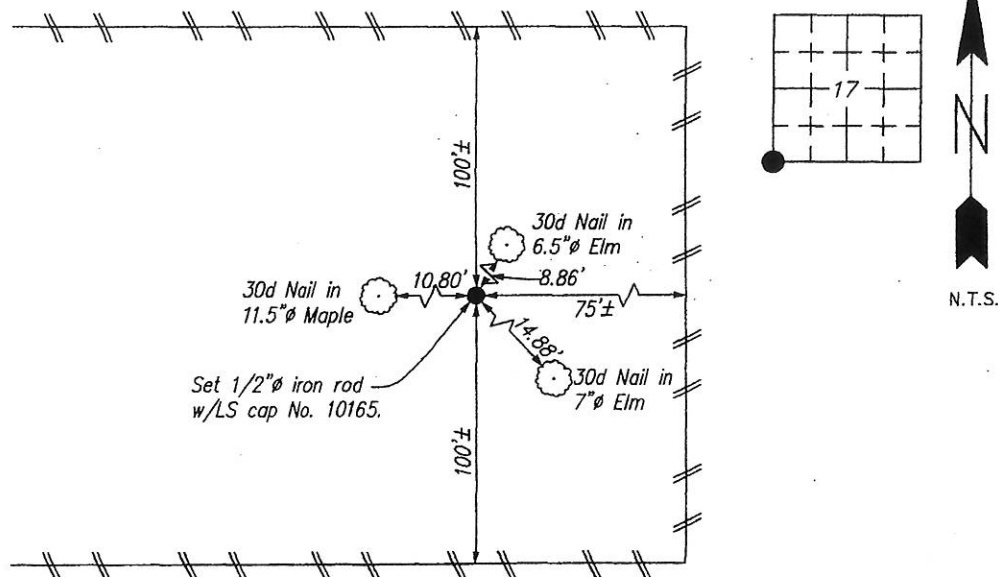 100'±
17
N
N.T.S.
30d Nail in
6.5"ø Elm
10.80'
8.86'
30d Nail in
11.5"ø Maple
75'±
14.88'
30d Nail in
7"ø Elm
Set 1/2"ø iron rod
w/LS cap No. 10165.
100'±